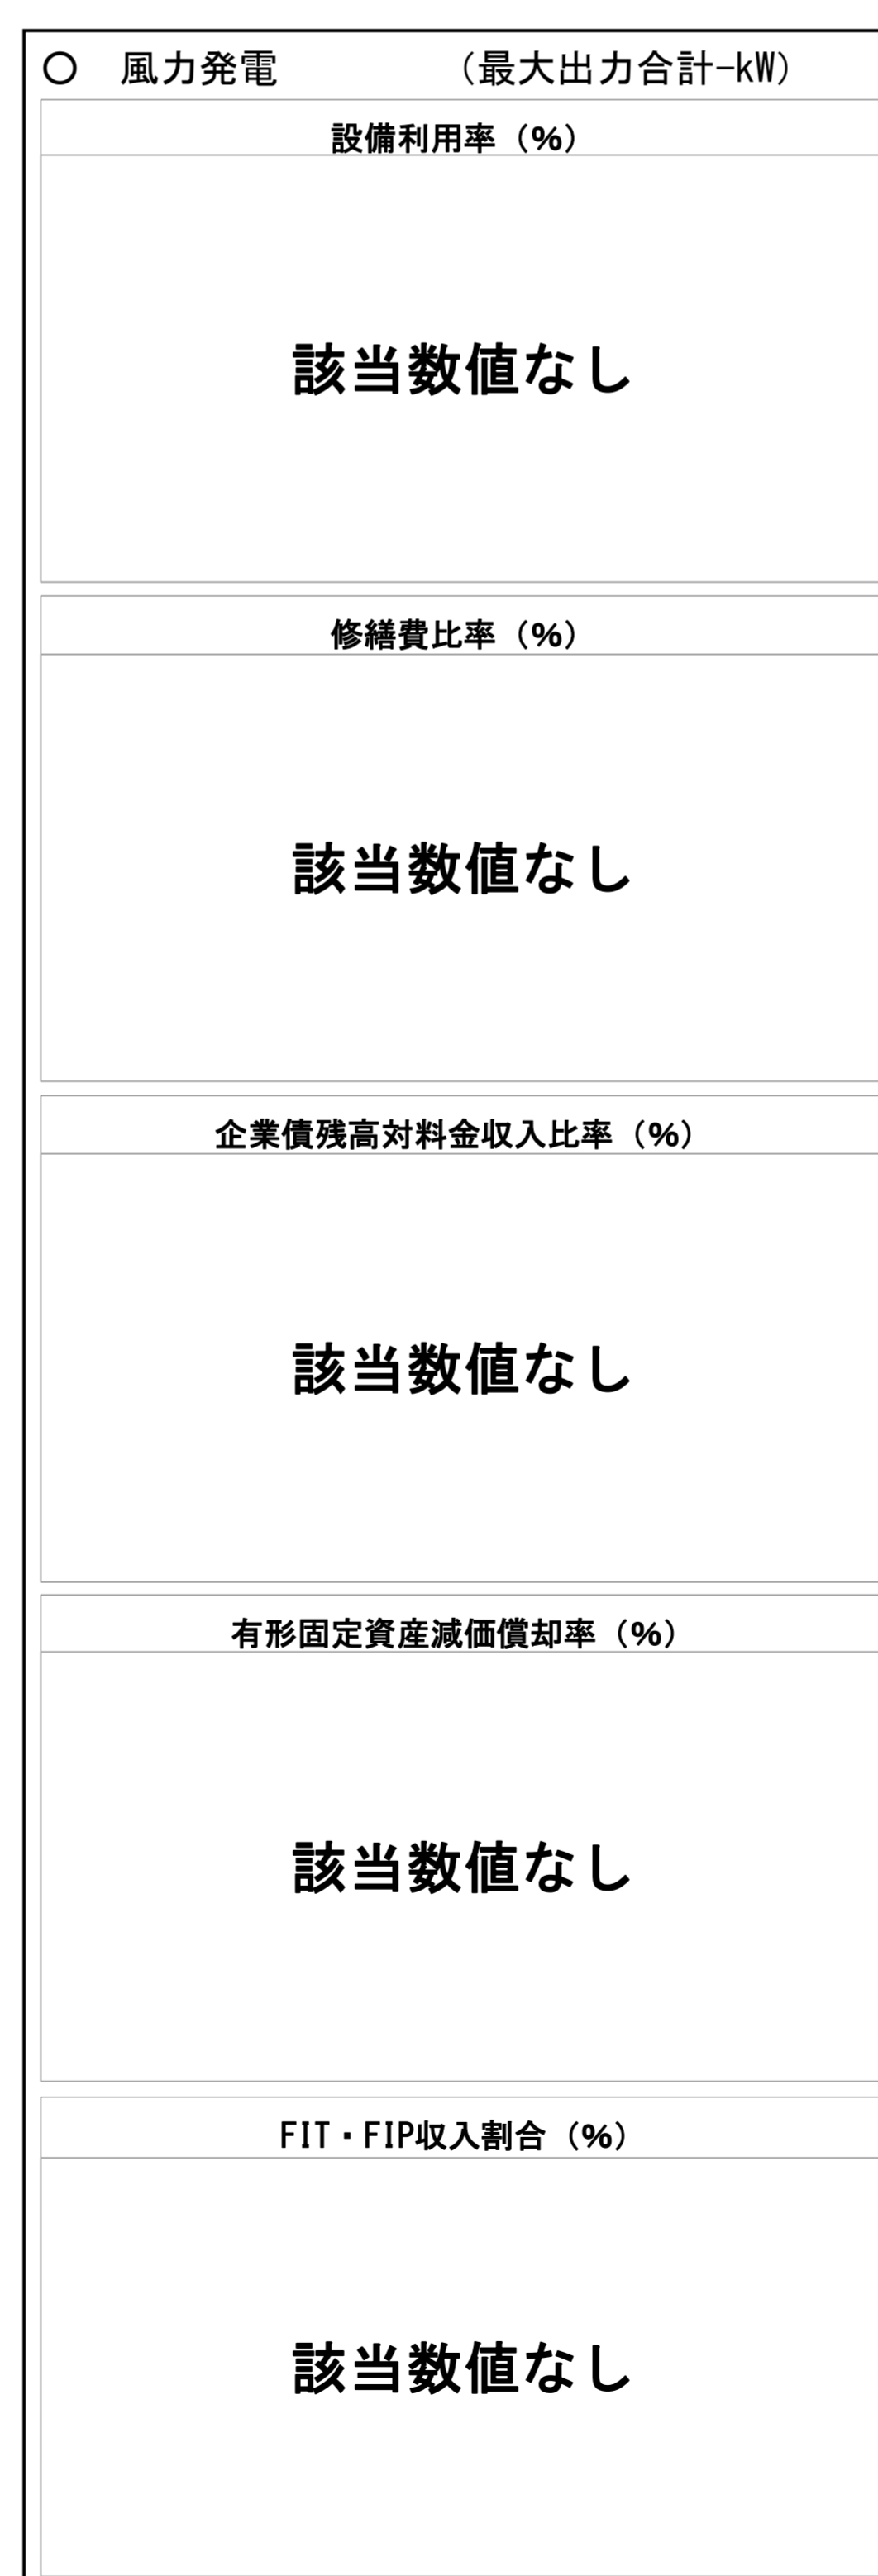 ○　風力発電　（最大出力合計-kW）
設備利用率（%）
該当数値なし
修繕費比率（%）
該当数値なし
企業債残高対料金収入比率（%）
該当数値なし
有形固定資産減価償却率（%）
該当数値なし
FIT・FIP収入割合（%）
該当数値なし